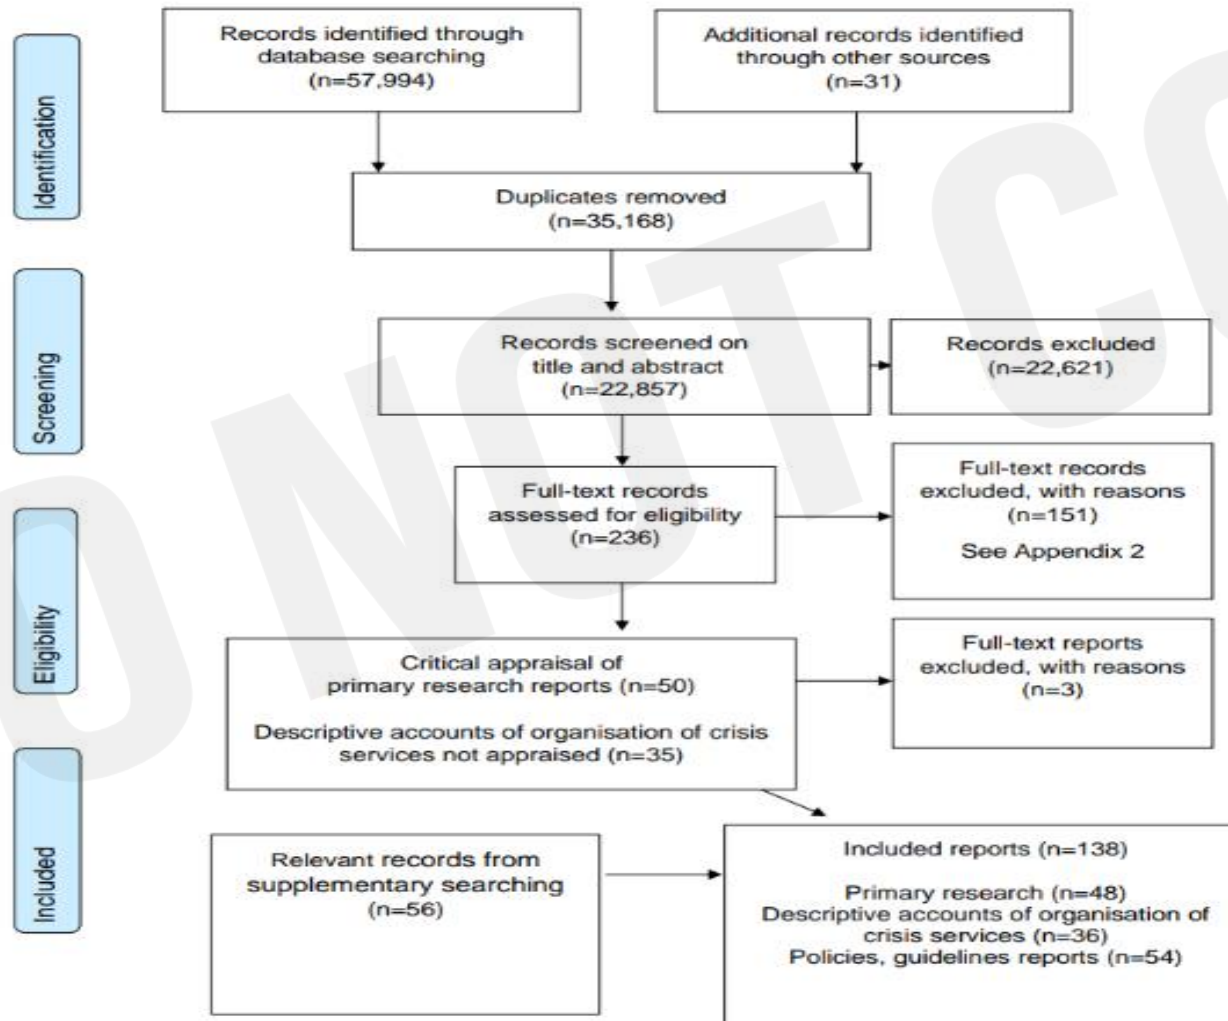 Identification
Records identified through
database searching
(n=57,994)
Additional records identified
through other sources
(n=31)
Duplicates removed
(n=35,168)
Screening
Records screened on
title and abstract
(n=22,857)
Records excluded
(n=22,621)
Eligibility
Full-text records
assessed for eligibility
(n=236)
Full-text records
excluded, with reasons
(n=151)
See Appendix 2
Critical appraisal of
primary research reports (n=50)
Descriptive accounts of organisation of crisis
services not appraised (n=35)
Full-text reports
excluded, with reasons
(n=3)
Included
Relevant records from
supplementary searching
(n=56)
Included reports (n=138)
Primary research (n=48)
Descriptive accounts of organisation of
crisis services (n=36)
Policies, guidelines reports (n=54)
O NOT CO